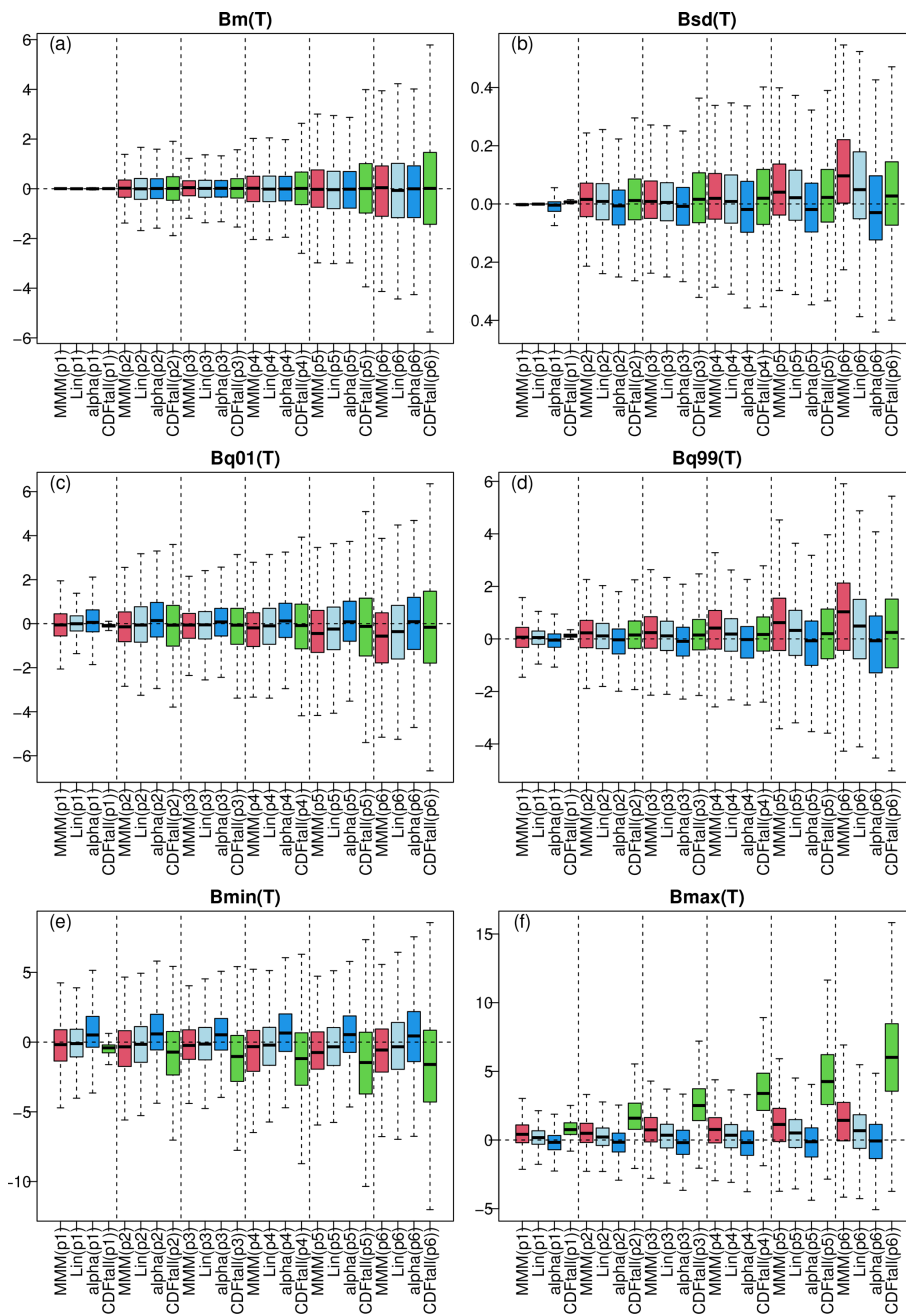 Bm(T)
(a)
6
4
2
0
-2
-4
-6
MMM(p1)
Lin(p1)
alpha(p1)
CDFtall(p1))
MMM(p2)
Lin(p2)
alpha(p2)
CDFtall(p2))
MMM(p3)
Lin(p3)
alpha(p3)
CDFtall(p3))
MMM(p4)
Lin(p4)
alpha(p4)
CDFtall(p4))
MMM(p5)
Lin(p5)
alpha(p5)
CDFtall(p5))
MMM(p6)
Lin(p6)
alpha(p6)
CDFtall(p6))
Bsd(T)
(b)
0.4
0.2
0.0
0.2
0.4
MMM(p1)
Lin(p1)
alpha(p1)
CDFtall(p1))
MMM(p2)
Lin(p2)
alpha(p2)
CDFtall(p2))
MMM(p3)
Lin(p3)
alpha(p3)
CDFtall(p3))
MMM(p4)
Lin(p4)
alpha(p4)
CDFtall(p4))
MMM(p5)
Lin(p5)
alpha(p5)
CDFtall(p5))
MMM(p6)
Lin(p6)
alpha(p6)
CDFtall(p6))
Bq01(T)
(c)
6
4
2
0
-2
-4
-6
MMM(p1)
Lin(p1)
alpha(p1)
CDFtall(p1))
MMM(p2)
Lin(p2)
alpha(p2)
CDFtall(p2))
MMM(p3)
Lin(p3)
alpha(p3)
CDFtall(p3))
MMM(p4)
Lin(p4)
alpha(p4)
CDFtall(p4))
MMM(p5)
Lin(p5)
alpha(p5)
CDFtall(p5))
MMM(p6)
Lin(p6)
alpha(p6)
CDFtall(p6))
Bq99(T)
(d)
6
4
2
0
-2
-4
MMM(p1)
Lin(p1)
alpha(p1)
CDFtall(p1))
MMM(p2)
Lin(p2)
alpha(p2)
CDFtall(p2))
MMM(p3)
Lin(p3)
alpha(p3)
CDFtall(p3))
MMM(p4)
Lin(p4)
alpha(p4)
CDFtall(p4))
MMM(p5)
Lin(p5)
alpha(p5)
CDFtall(p5))
MMM(p6)
Lin(p6)
alpha(p6)
CDFtall(p6))
Bmin(T)
(e)
5
0
-5
-10
MMM(p1)
Lin(p1)
alpha(p1)
CDFtall(p1))
MMM(p2)
Lin(p2)
alpha(p2)
CDFtall(p2))
MMM(p3)
Lin(p3)
alpha(p3)
CDFtall(p3))
MMM(p4)
Lin(p4)
alpha(p4)
CDFtall(p4))
MMM(p5)
Lin(p5)
alpha(p5)
CDFtall(p5))
MMM(p6)
Lin(p6)
alpha(p6)
CDFtall(p6))
Bmax(T)
(f)
15
10
5
0
-5
MMM(p1)
Lin(p1)
alpha(p1)
CDFtall(p1))
MMM(p2)
Lin(p2)
alpha(p2)
CDFtall(p2))
MMM(p3)
Lin(p3)
alpha(p3)
CDFtall(p3))
MMM(p4)
Lin(p4)
alpha(p4)
CDFtall(p4))
MMM(p5)
Lin(p5)
alpha(p5)
CDFtall(p5))
MMM(p6)
Lin(p6)
alpha(p6)
CDFtall(p6))